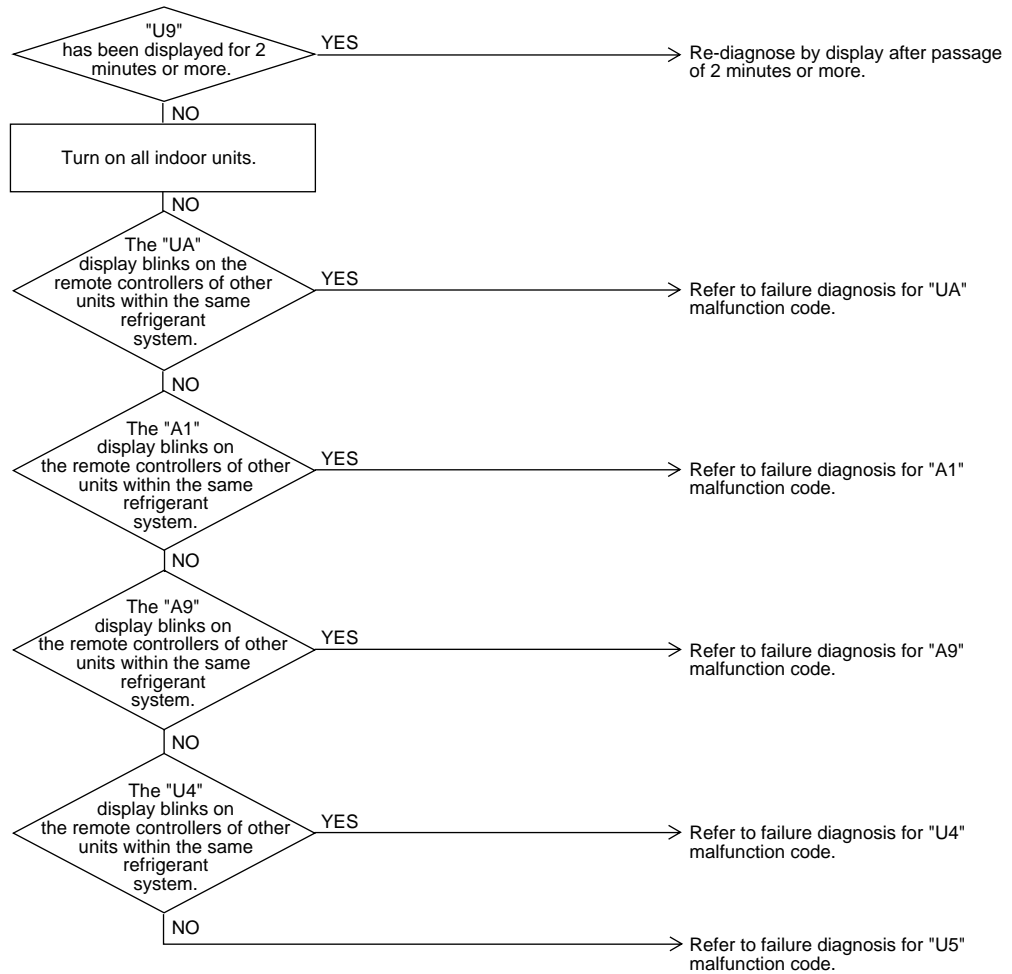 "U9"
has been displayed for 2
minutes or more.
YES
Re-diagnose by display after passage
of 2 minutes or more.
NO
Turn on all indoor units.
NO
The "UA"
display blinks on the
remote controllers of other
units within the same
refrigerant
system.
YES
Refer to failure diagnosis for "UA"
malfunction code.
NO
The "A1"
display blinks on
the remote controllers of other
units within the same
refrigerant
system.
YES
Refer to failure diagnosis for "A1"
malfunction code.
NO
The "A9"
display blinks on
the remote controllers of other
units within the same
refrigerant
system.
YES
Refer to failure diagnosis for "A9"
malfunction code.
NO
The "U4"
display blinks on
the remote controllers of other
units within the same
refrigerant
system.
YES
Refer to failure diagnosis for "U4"
malfunction code.
NO
Refer to failure diagnosis for "U5"
malfunction code.